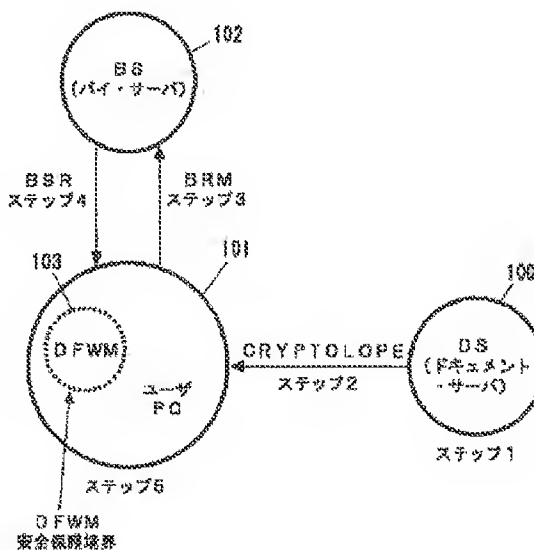 102
BS
(バイ・サーバ)
BSR
ステップ4
BRM
ステップ3
103
101
100
DFWM
ユーザ
PC
CRYPTOLOPE
ステップ2
DS
(ドキュメント
・サーバ)
ステップ1
ステップ5
DFWM
安全保障境界